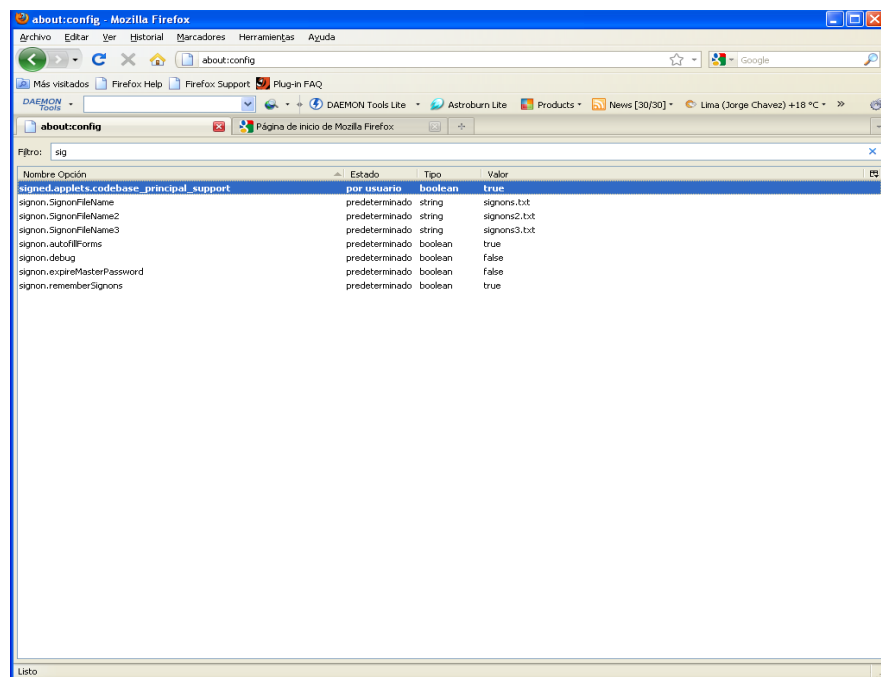 about:config - Mozilla Firefox
Archivo Editar Ver Historial Marcadores Herramientas Ayuda
about:config Google
Más visitados Firefox Help Firefox Support Plug-in FAQ
DAEMON Tools DAEMON Tools Lite Astroburn Lite Products News [30/30] Lima (Jorge Chavez) +18 °C »
about:config Página de inicio de Mozilla Firefox
Filtro: sig
Nombre Opción Estado Tipo Valor
signed.applets.codebase_principal_support por usuario boolean true
signon.SignonFileName predeterminado string signons.txt
signon.SignonFileName2 predeterminado string signons2.txt
signon.SignonFileName3 predeterminado string signons3.txt
signon.autofillForms predeterminado boolean true
signon.debug predeterminado boolean false
signon.expireMasterPassword predeterminado boolean false
signon.rememberSignons predeterminado boolean true
Listo